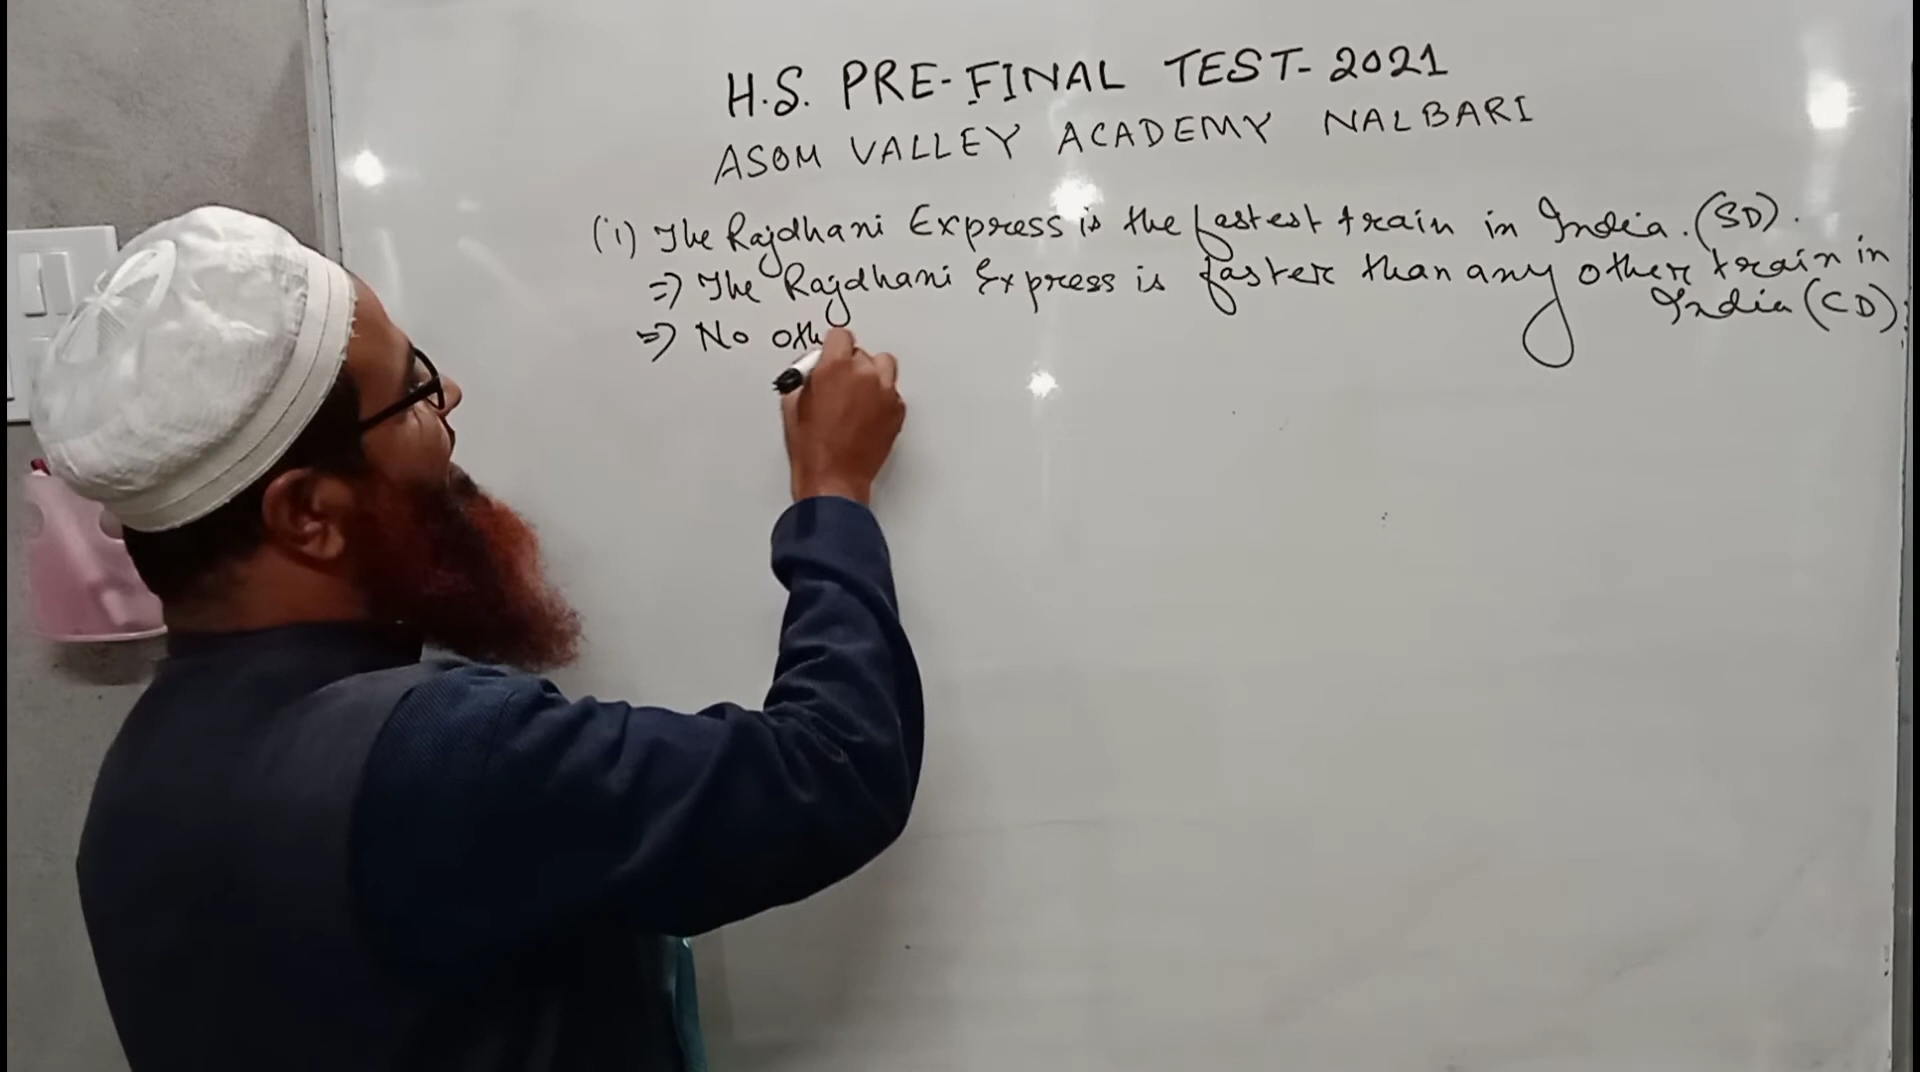 H.S. PRE-FINAL TEST-2021
ASOM VALLEY ACADEMY NALBARI
(i) The Rajdhani Express is the fastest train in India. (SD).
=) The Rajdhani Express is faster than any other train in
India (CD).
=) No oth